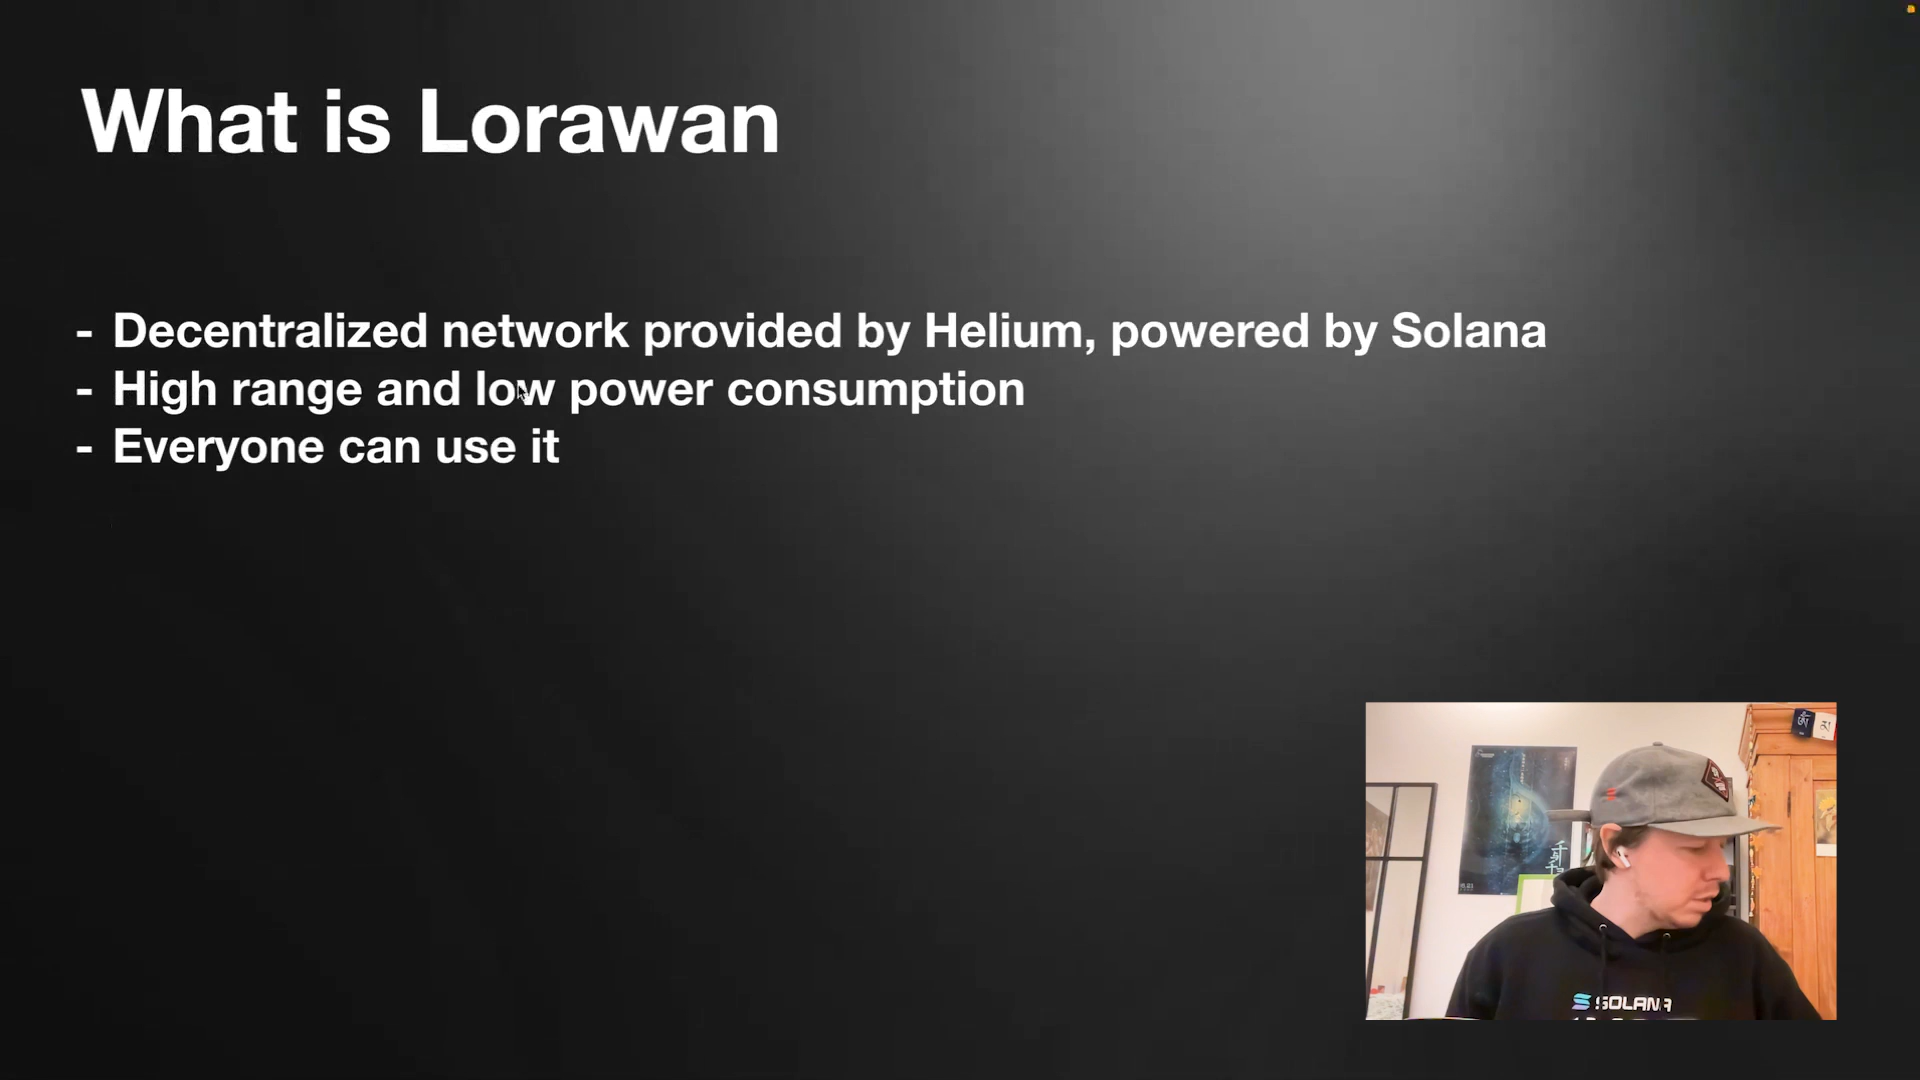 What is Lorawan
- Decentralized network provided by Helium, powered by Solana
- High range and low power consumption
- Everyone can use it
SOLANA